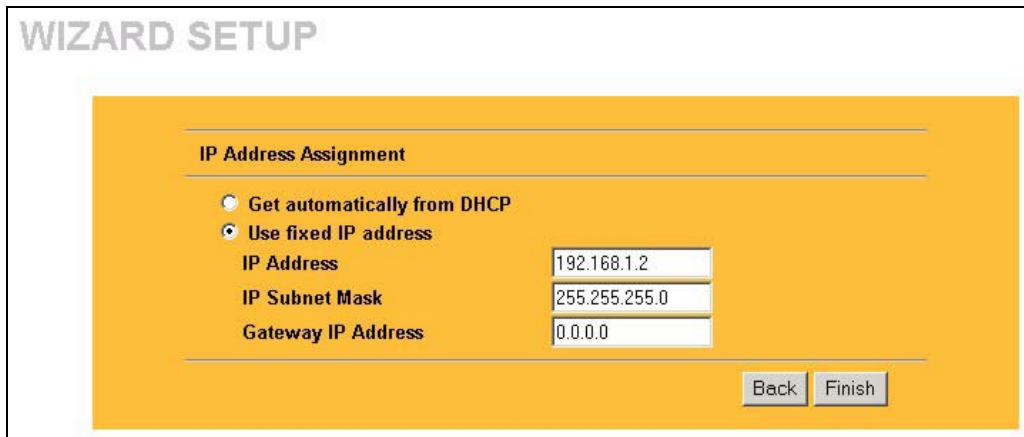 WIZARD SETUP
IP Address Assignment
Get automatically from DHCP
Use fixed IP address
IP Address 192.168.1.2
IP Subnet Mask 255.255.255.0
Gateway IP Address 0.0.0.0
Back Finish